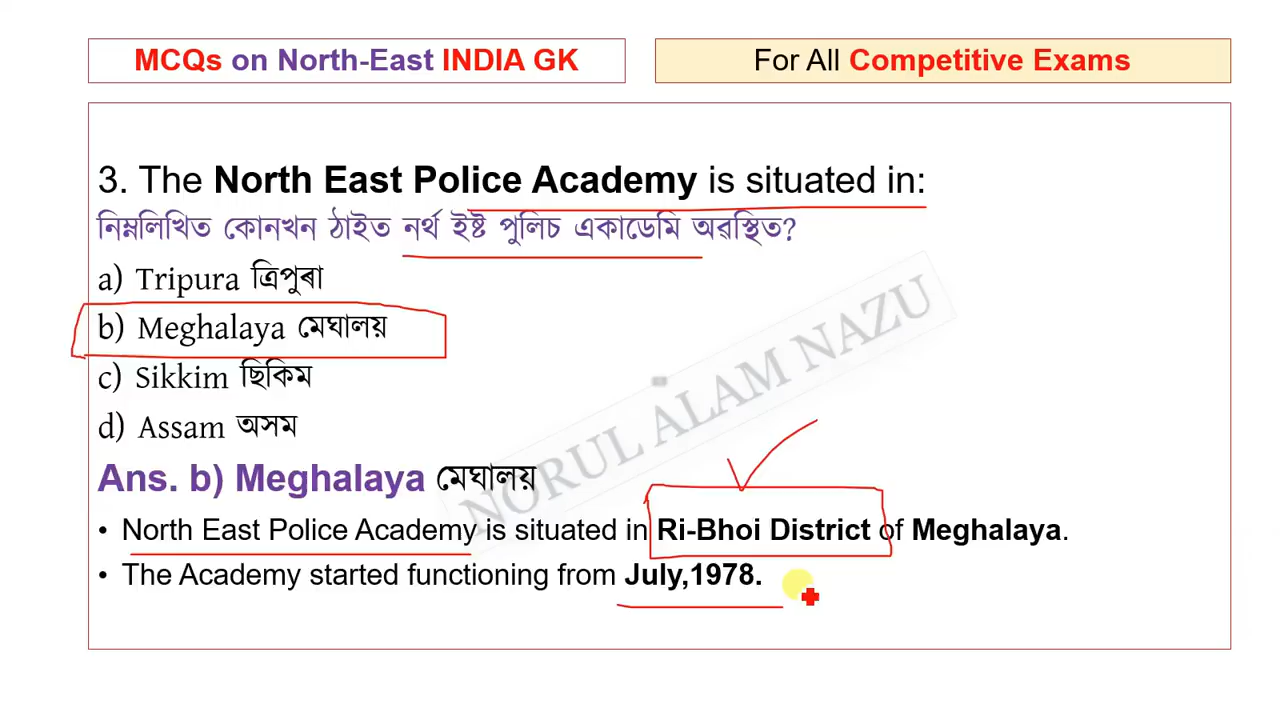 MCQs on North-East INDIA GK
For All Competitive Exams
3. The North East Police Academy is situated in:
নিম্নলিখিত কোনখন ঠাইত নৰ্থ ইষ্ট পুলিচ একাডেমি অৱস্থিত?
a) Tripura ত্ৰিপুৰা
b) Meghalaya মেঘালয়
c) Sikkim ছিকিম
d) Assam অসম
Ans. b) Meghalaya মেঘালয়
• North East Police Academy is situated in Ri-Bhoi District of Meghalaya.
• The Academy started functioning from July,1978.
NORUL ALAM NAZU